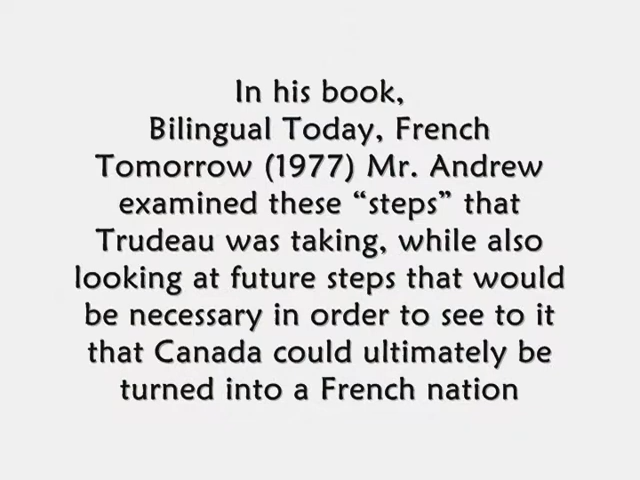 In his book,
Bilingual Today, French
Tomorrow (1977) Mr. Andrew
examined these “steps” that
Trudeau was taking, while also
looking at future steps that would
be necessary in order to see to it
that Canada could ultimately be
turned into a French nation